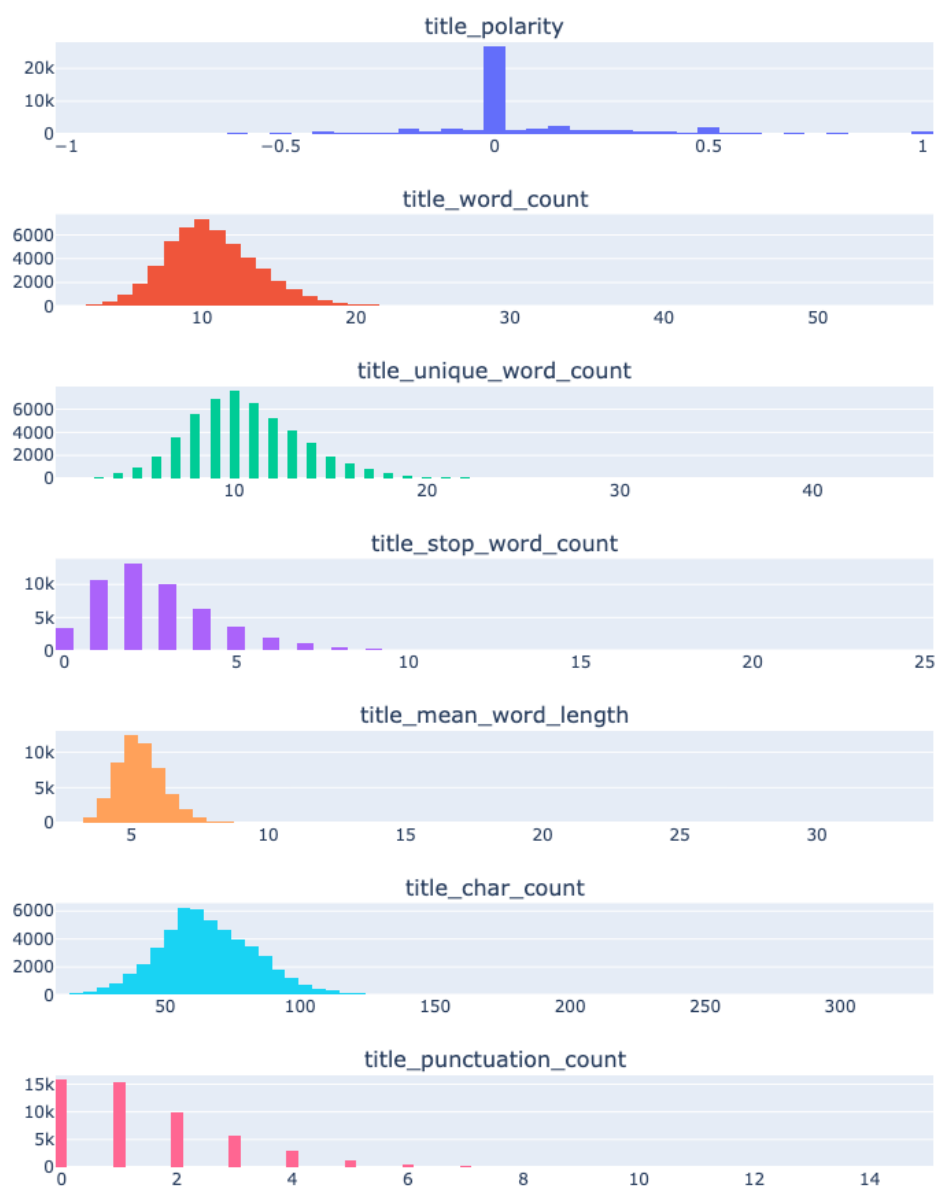 title_polarity
20k
10k
0
−1 −0.5 0 0.5 1
title_word_count
6000
4000
2000
0
10 20 30 40 50
title_unique_word_count
6000
4000
2000
0
10 20 30 40
title_stop_word_count
10k
5k
0
0 5 10 15 20 25
title_mean_word_length
10k
5k
0
5 10 15 20 25 30
title_char_count
6000
4000
2000
0
50 100 150 200 250 300
title_punctuation_count
15k
10k
5k
0
0 2 4 6 8 10 12 14